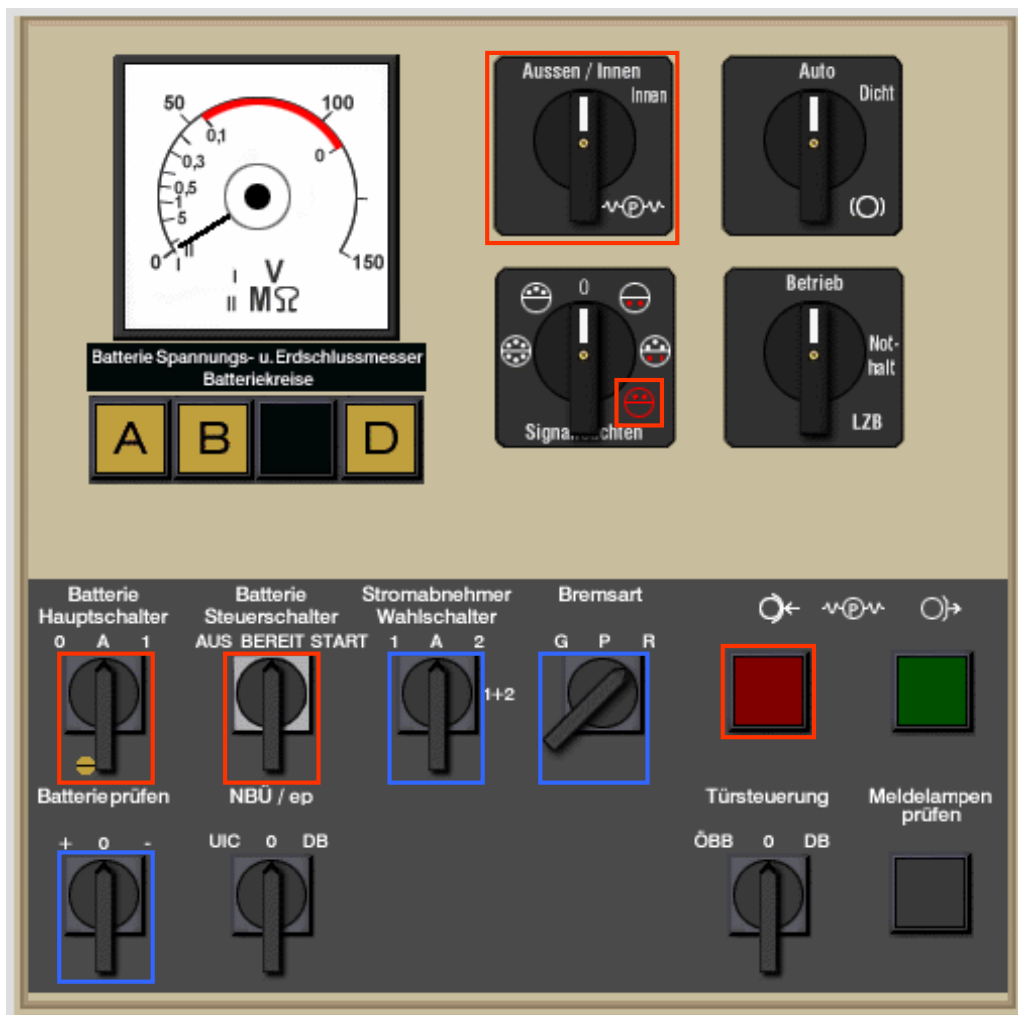 50
100
0,1
0,3
0
0,5
1
5
0
I
II
150
I V
II MΩ
Batterie Spannungs- u. Erdschlussmesser
Batteriekreise
A B D
Aussen / Innen
Innen
P
Auto
Dicht
0
Signal chten
Betrieb
Not-
halt
LZB
Batterie
Hauptschalter
0 A 1
Batterie
Steuerschalter
AUS BEREIT START
Stromabnehmer
Wahlschalter
1 A 2
1+2
Bremsart
G P R
P
Batterieprüfen
+ 0 -
NBÜ / ep
UIC 0 DB
Türsteuerung
ÖBB 0 DB
Meldelampen
prüfen